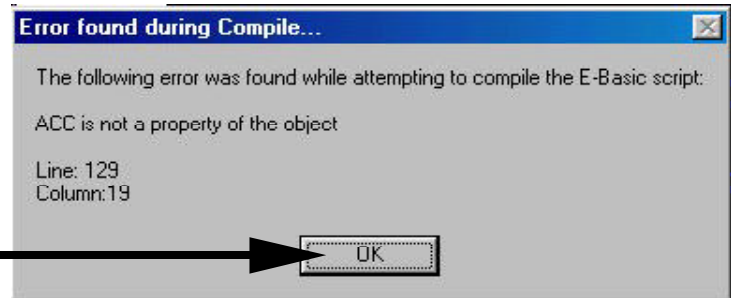 Error found during Compile...
The following error was found while attempting to compile the E-Basic script:
ACC is not a property of the object
Line: 129
Column:19
OK